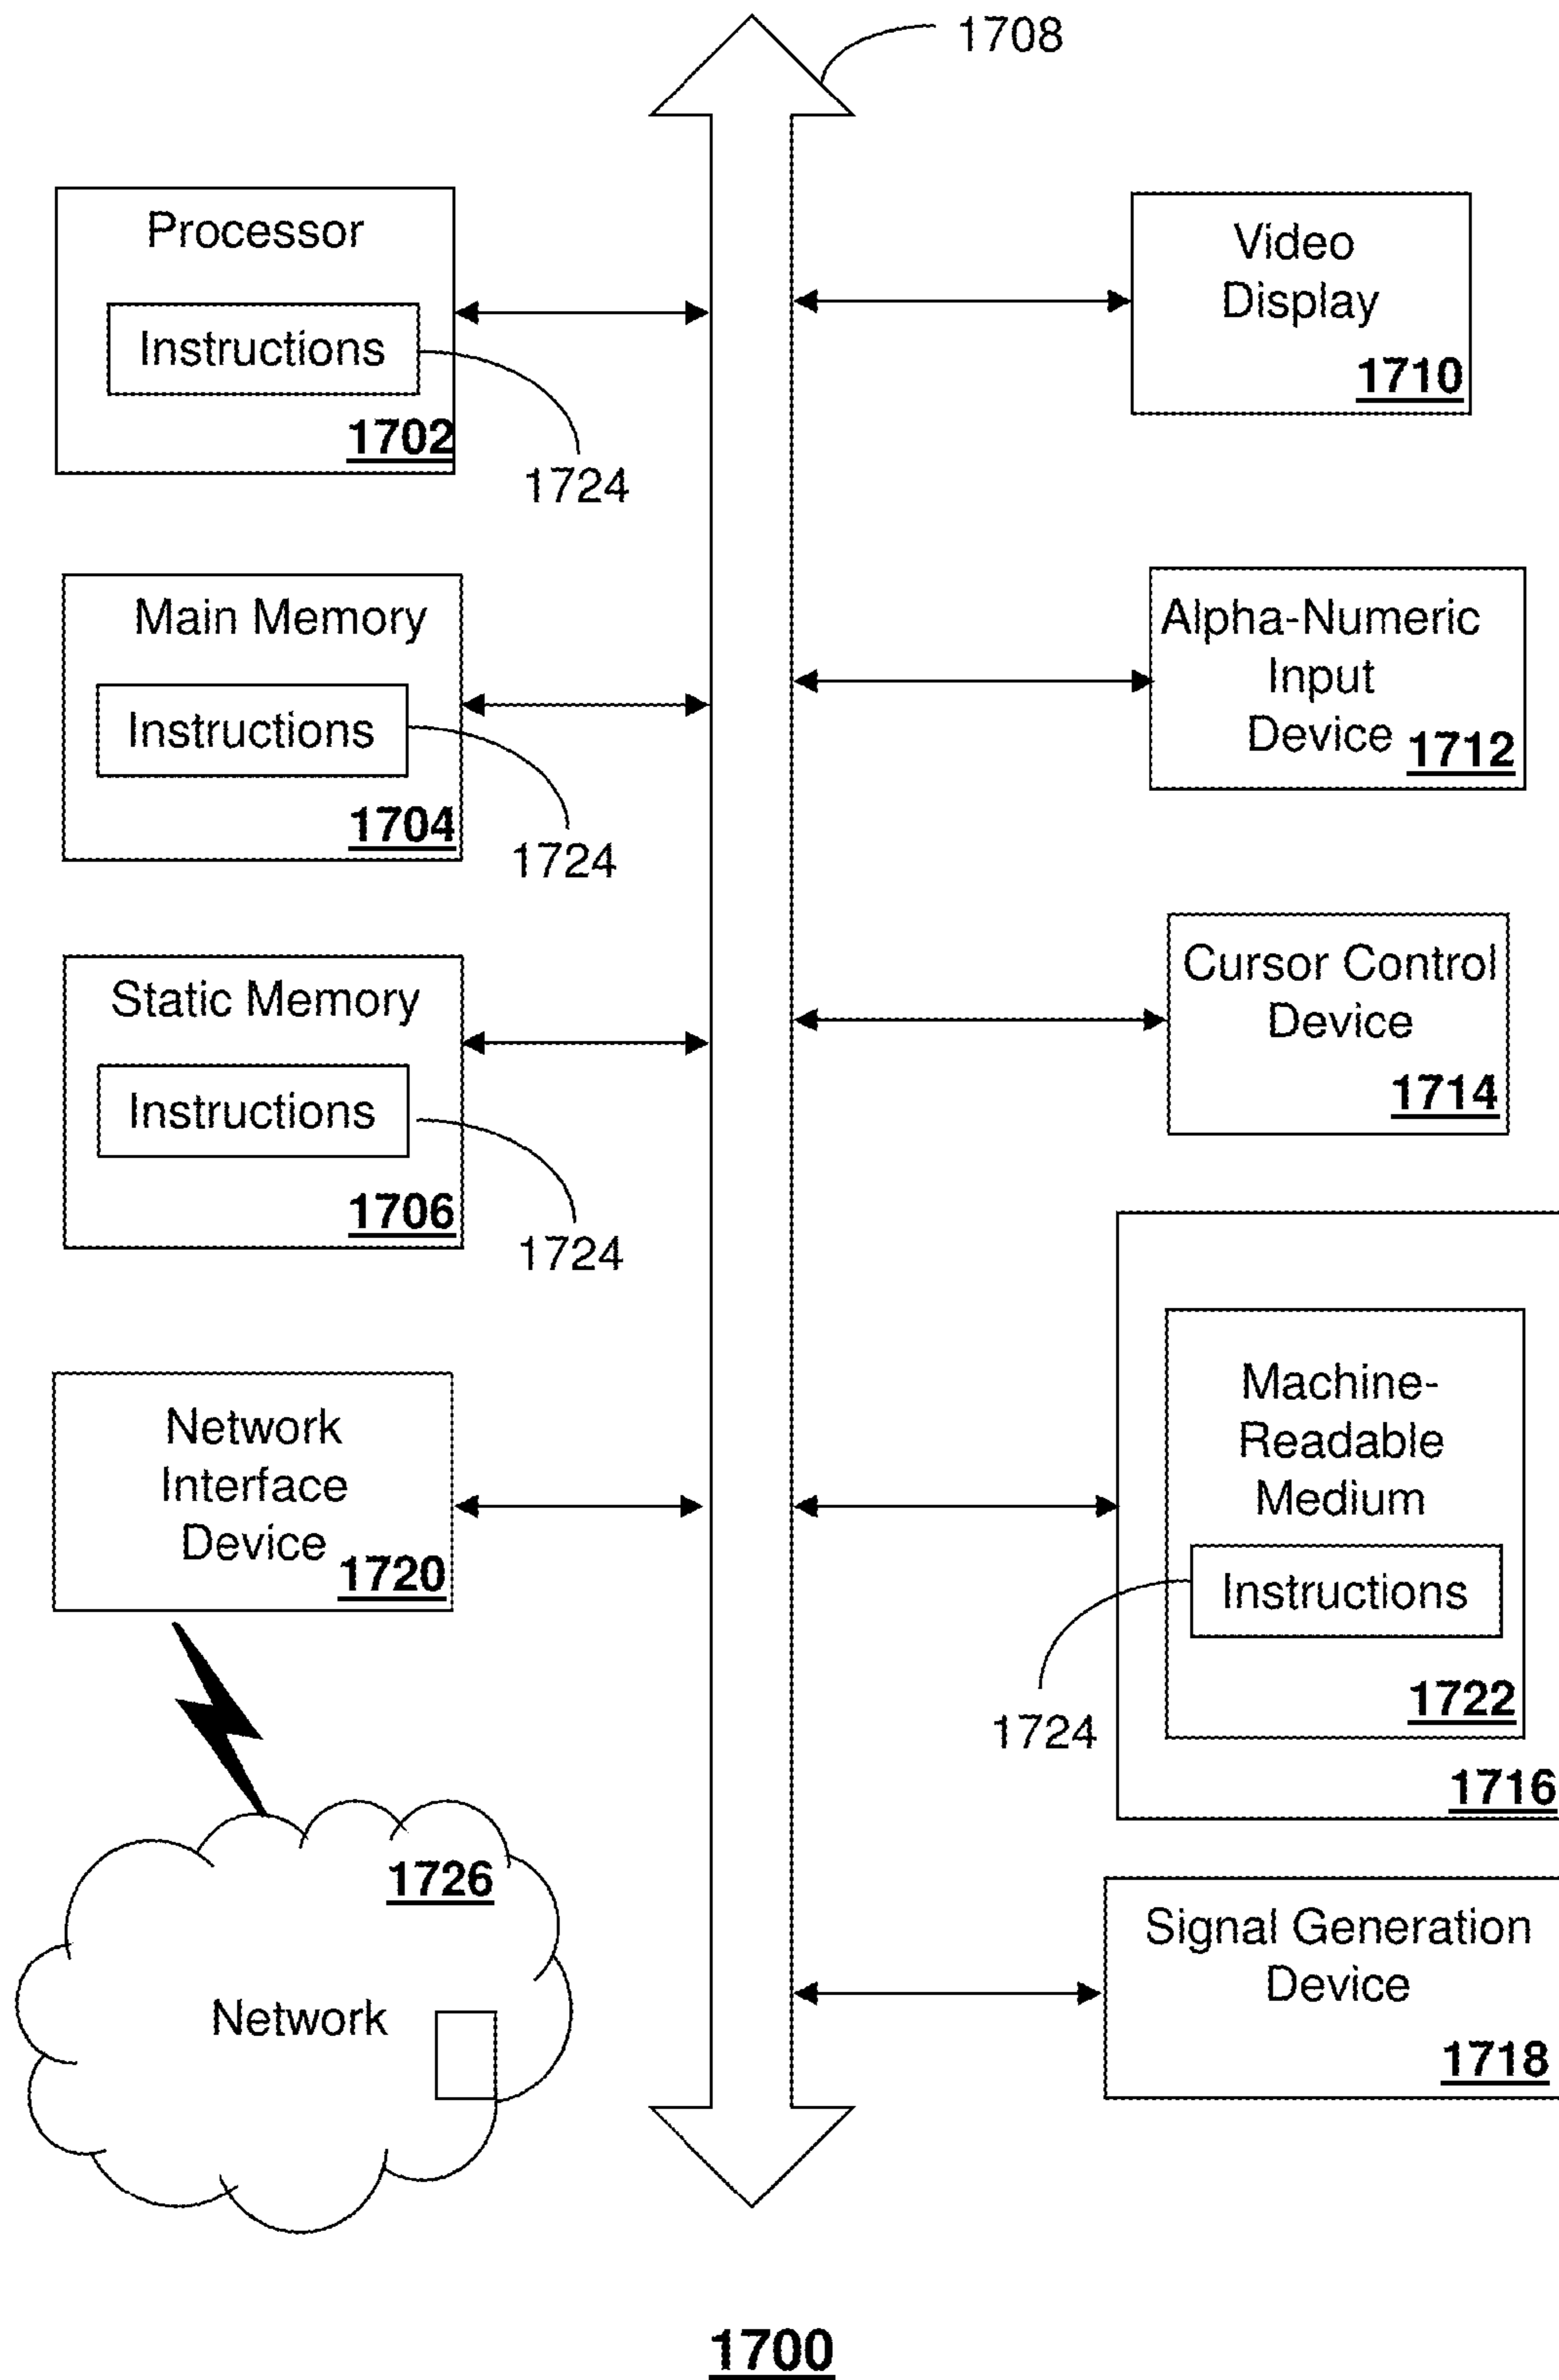 1708
Processor
Instructions
1702
1724
Main Memory
Instructions
1704
1724
Static Memory
Instructions
1706
1724
Network
Interface
Device
1720
1726
Network
Video
Display
1710
Alpha-Numeric
Input
Device
1712
Cursor Control
Device
1714
Machine-
Readable
Medium
Instructions
1722
1724
1716
Signal Generation
Device
1718
1700